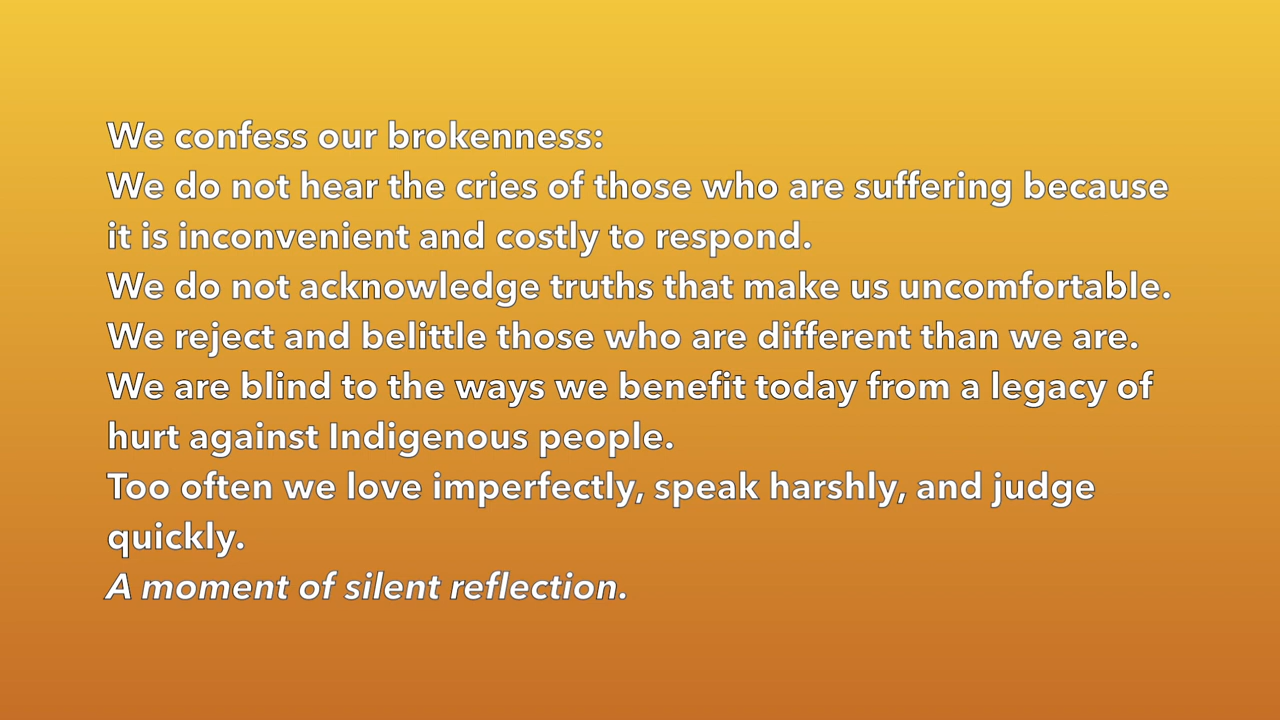 We confess our brokenness:
We do not hear the cries of those who are suffering because
it is inconvenient and costly to respond.
We do not acknowledge truths that make us uncomfortable.
We reject and belittle those who are different than we are.
We are blind to the ways we benefit today from a legacy of
hurt against Indigenous people.
Too often we love imperfectly, speak harshly, and judge
quickly.
A moment of silent reflection.